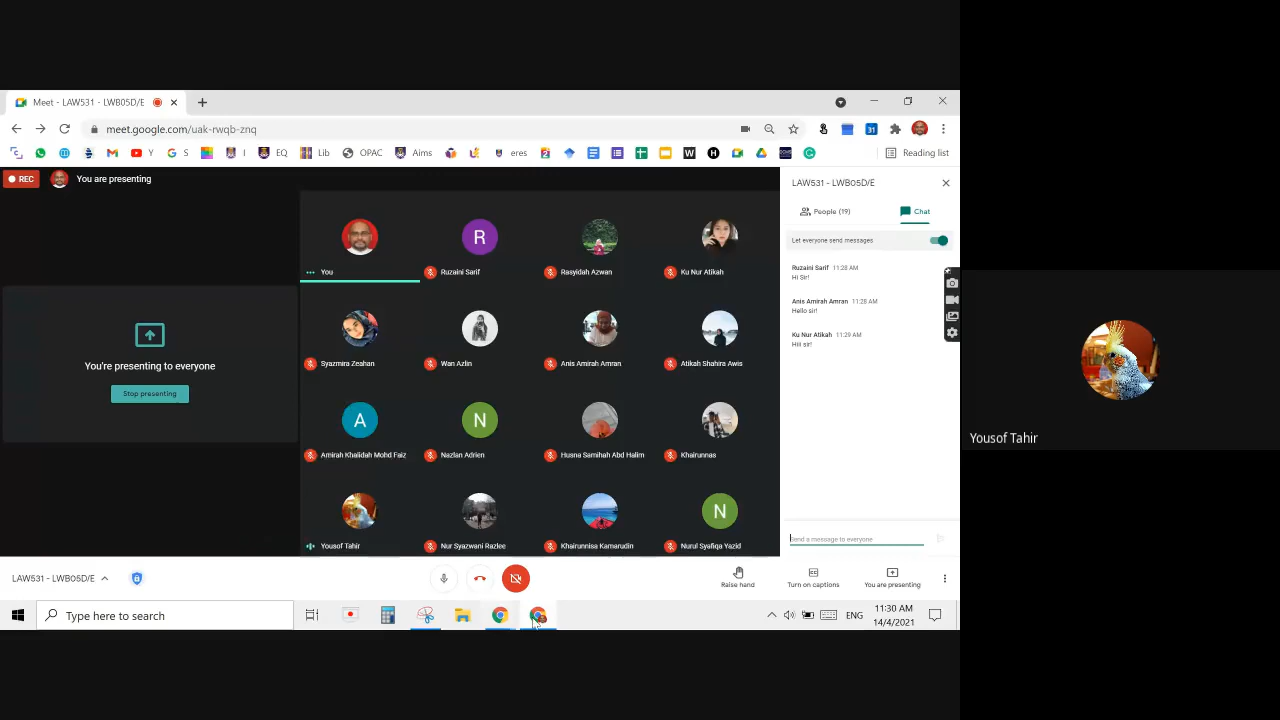 Meet - LAW531 - LWB05D/E
meet.google.com/uak-rwqb-znq
Y
S
I
EQ
Lib
OPAC
Aims
eres
Reading list
REC
You are presenting
LAW531 - LWB05D/E
People (19)
Chat
Let everyone send messages
Ruzaini Sarif 11:28 AM
Hi Sir!
Anis Amirah Amran 11:28 AM
Hello sir!
Ku Nur Atikah 11:29 AM
Hiii sir!
R
You
Ruzaini Sarif
Rasyidah Azwan
Ku Nur Atikah
Syazmira Zeahan
Wan Azlin
Anis Amirah Amran
Atikah Shahira Awis
You're presenting to everyone
Stop presenting
A
N
Amirah Khalidah Mohd Faiz
Nazlan Adrien
Husna Samihah Abd Halim
Khairunnas
N
Yousof Tahir
Nur Syazwani Razlee
Khairunnisa Kamarudin
Nurul Syafiqa Yazid
Send a message to everyone
LAW531 - LWB05D/E
Raise hand
Turn on captions
You are presenting
Type here to search
ENG
11:30 AM
14/4/2021
Yousof Tahir